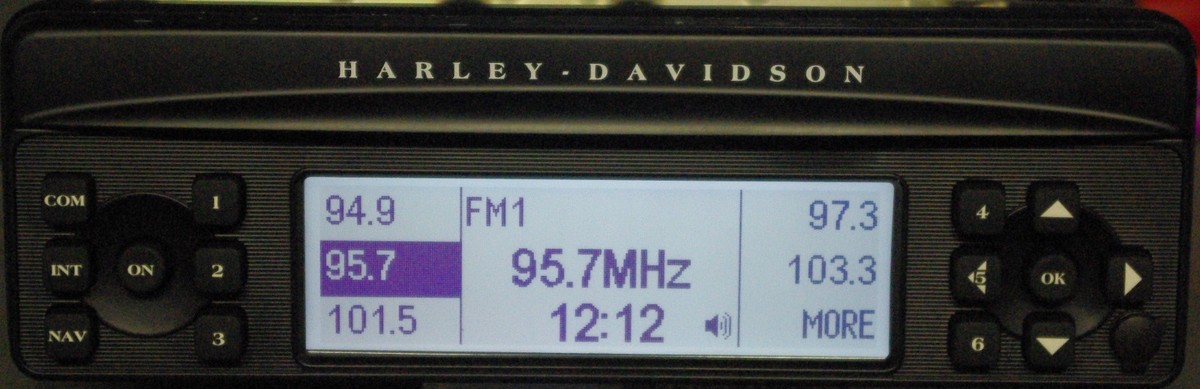 HARLEY-DAVIDSON
COM
1
INT
ON
2
NAV
3
94.9
95.7
101.5
FM1
95.7MHz
12:12
97.3
103.3
MORE
4
5
OK
6